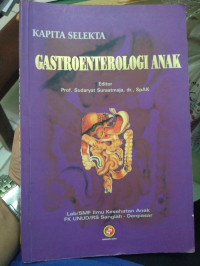 KAPITA SELEKTA
GASTROENTEROLOGI ANAK
Editor
Prof. Sudaryat Suraatmaja, dr., SpAK
Lab/SMF Ilmu Kesehatan Anak
FK UNUD/RS Sanglah - Denpasar